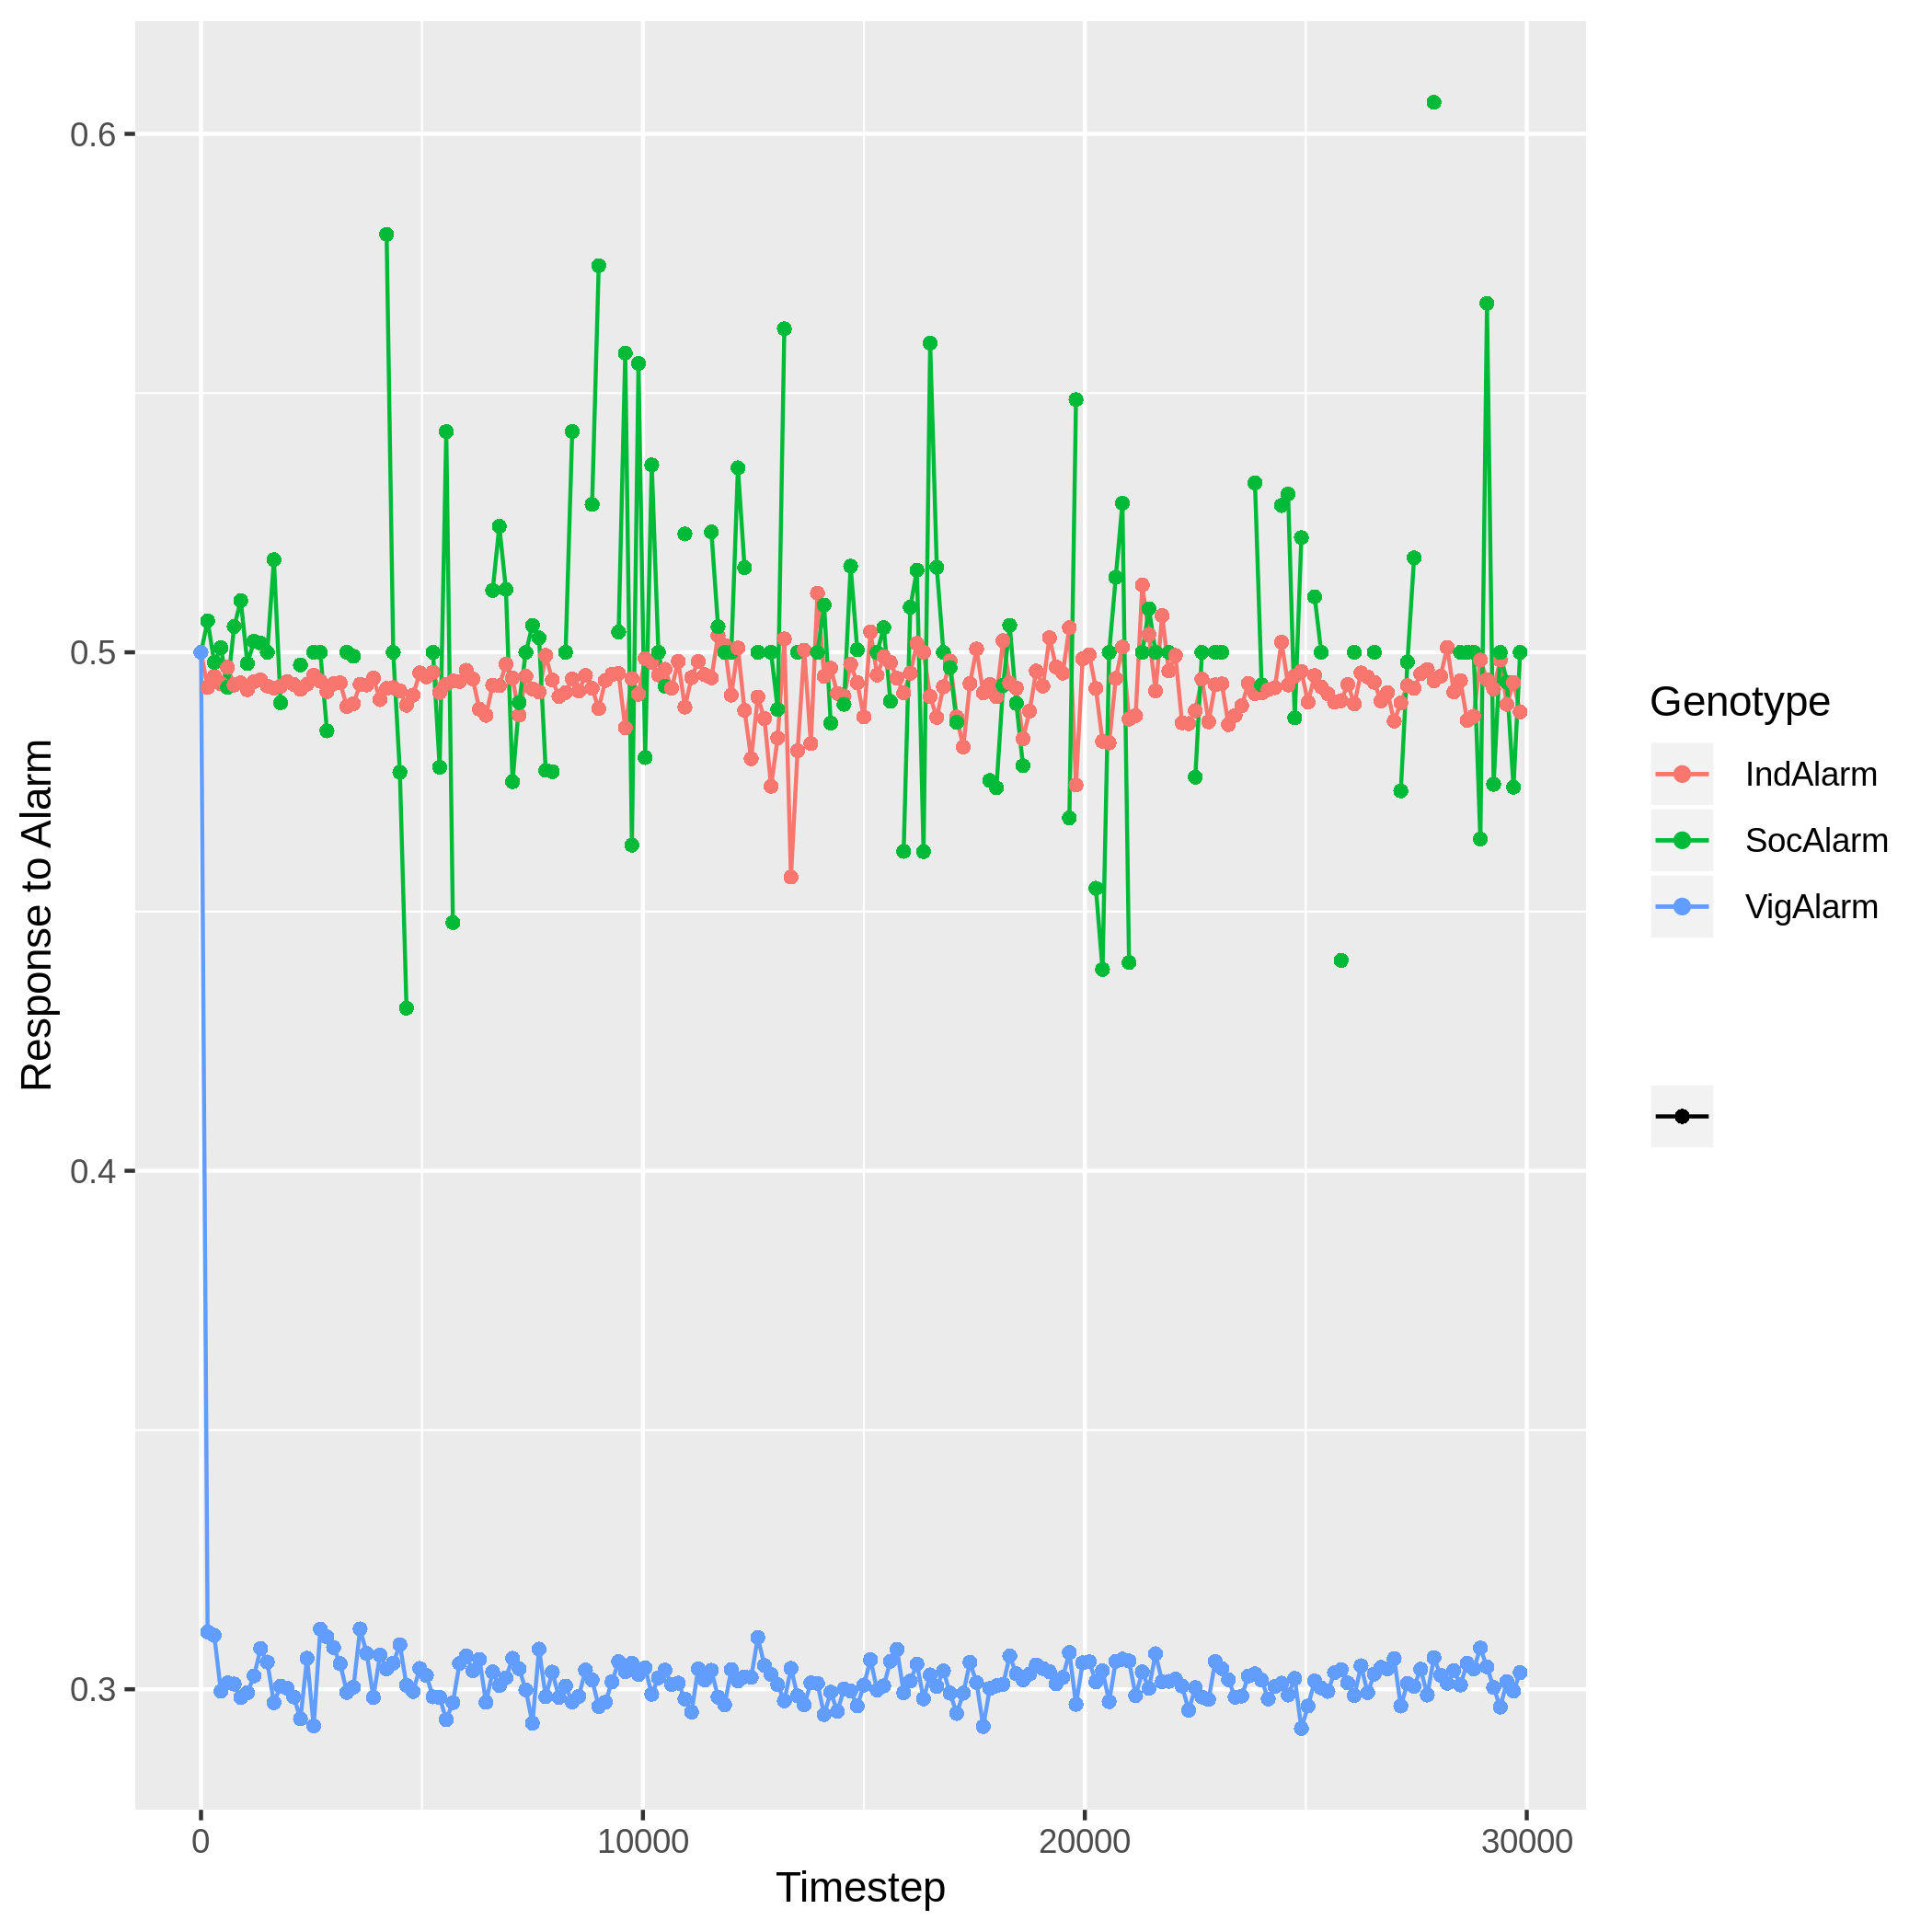 0.6
0.5
0.4
0.3
Response to Alarm
0
10000
20000
30000
Timestep
Genotype
IndAlarm
SocAlarm
VigAlarm